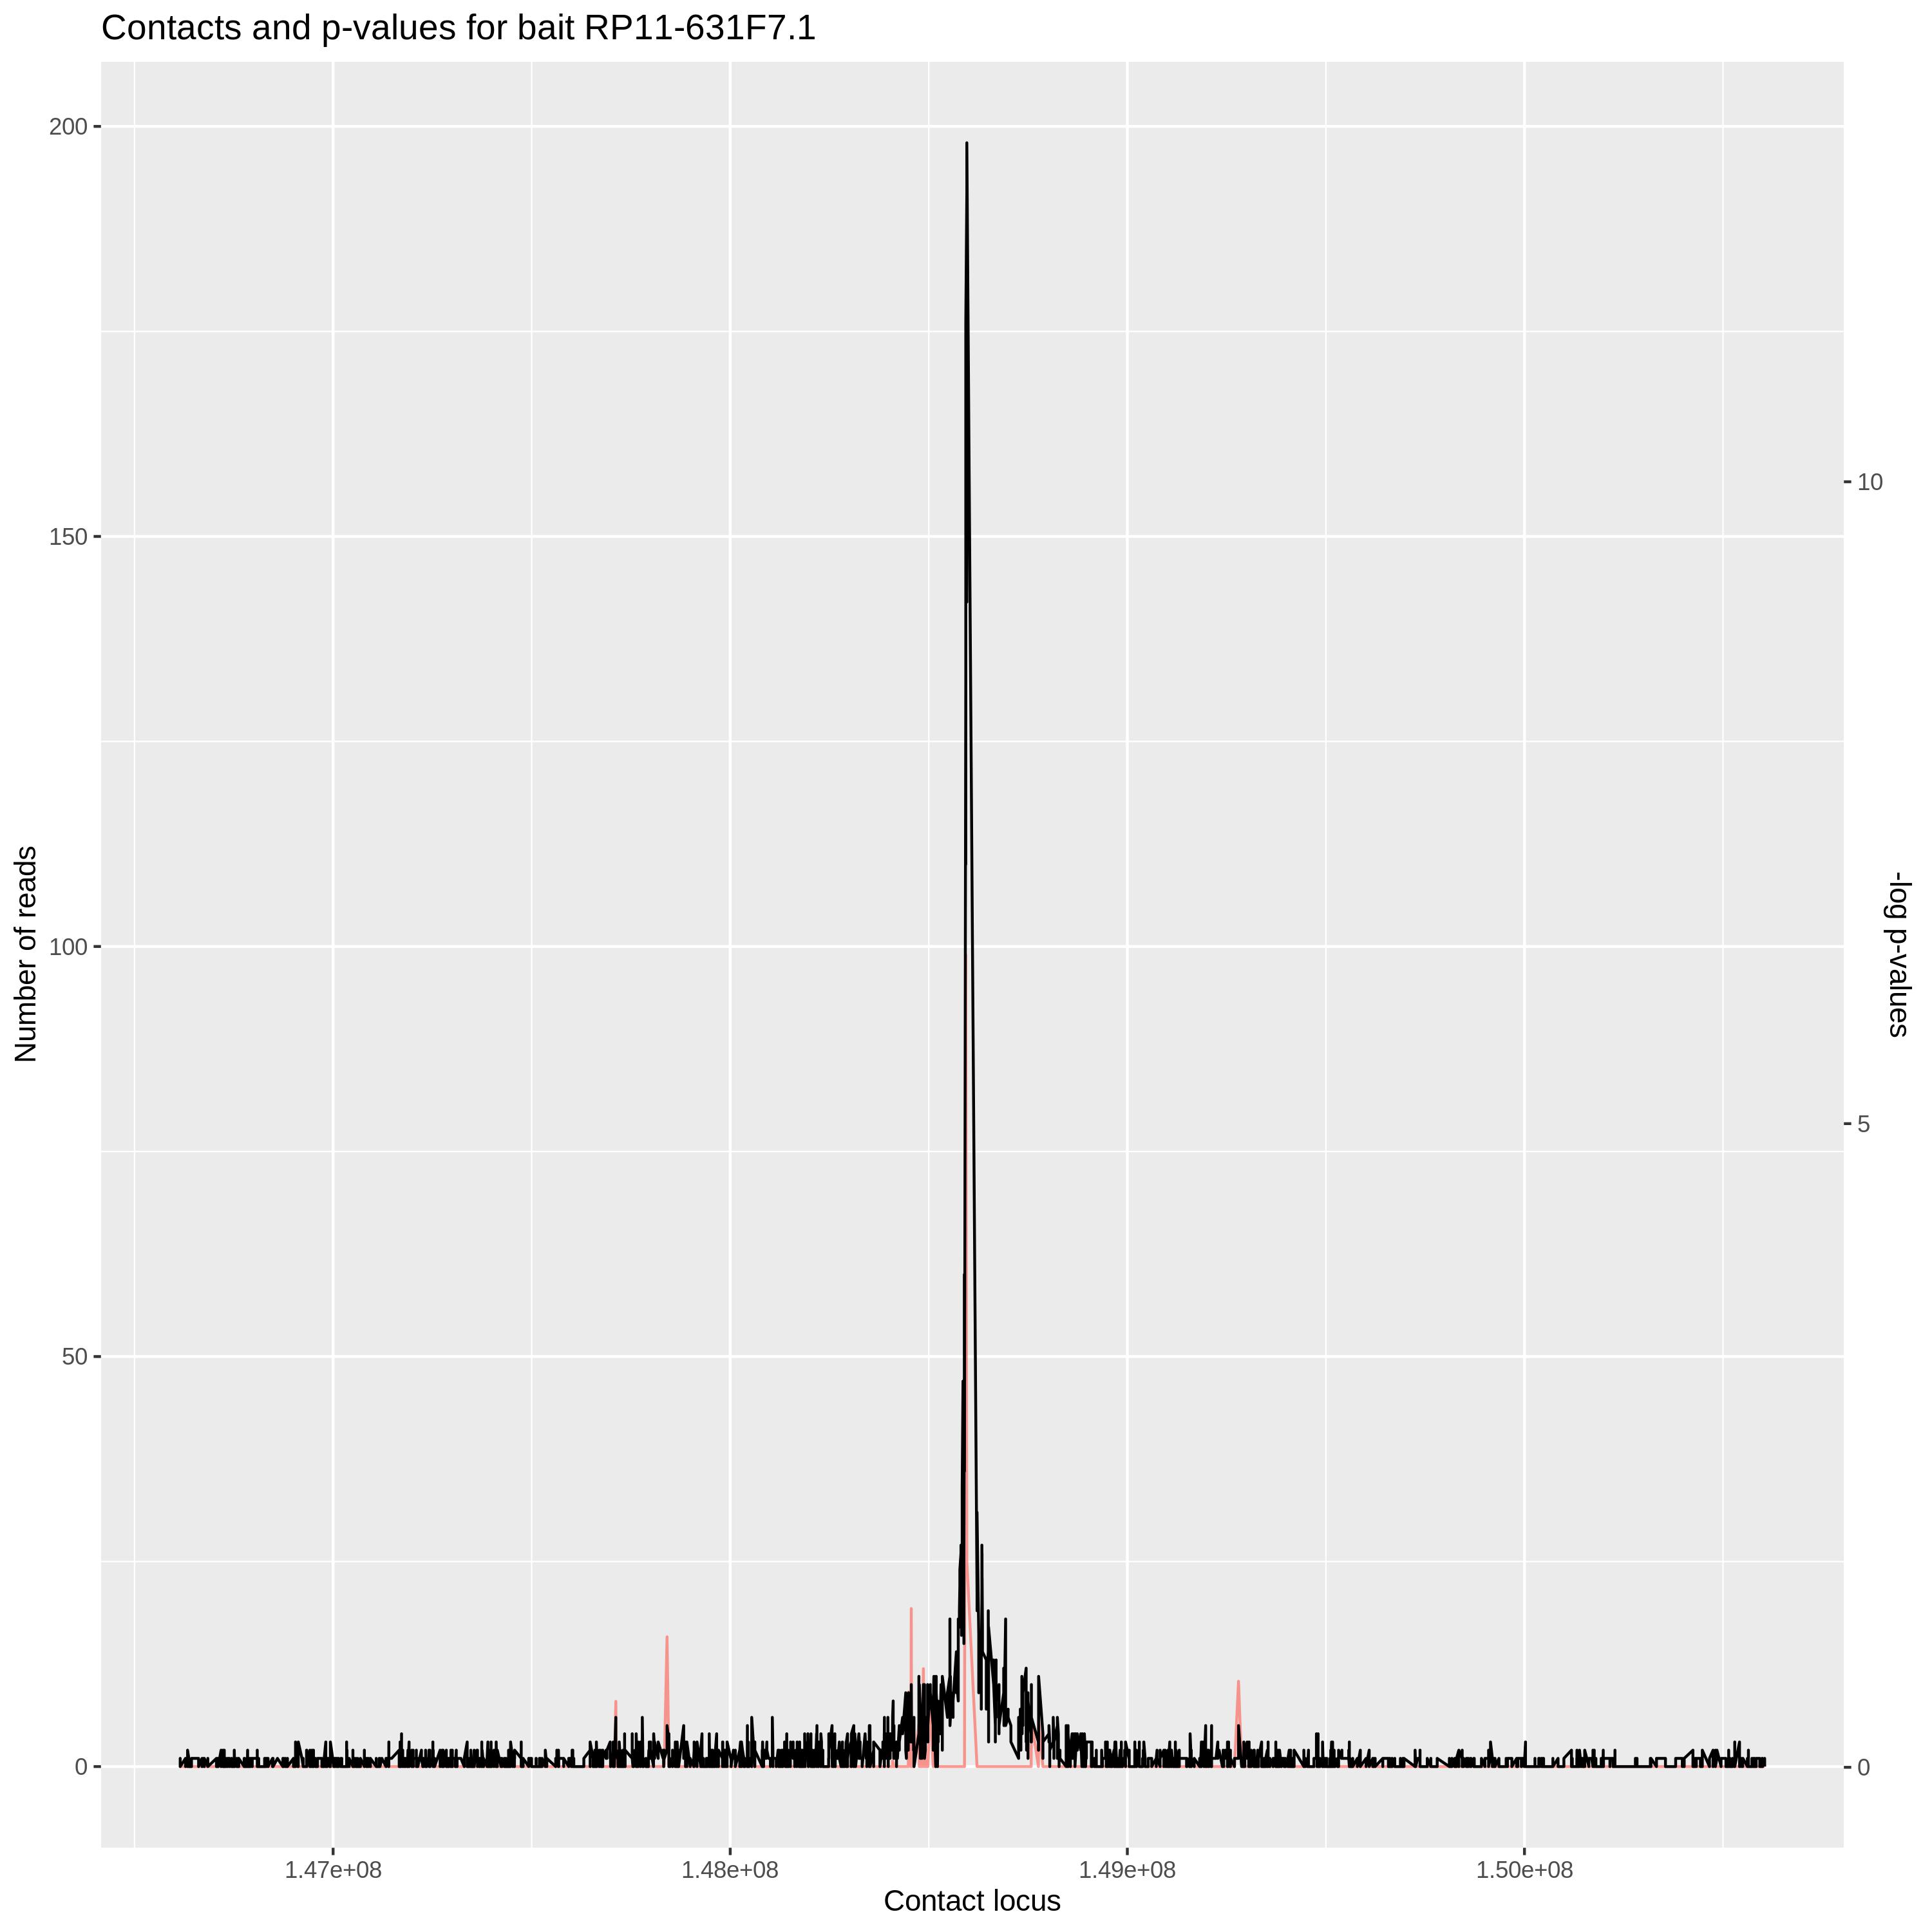 Contacts and p-values for bait RP11-631F7.1
200
150
100
50
0
10
5
0
Number of reads
-log p-values
1.47e+08
1.48e+08
1.49e+08
1.50e+08
Contact locus